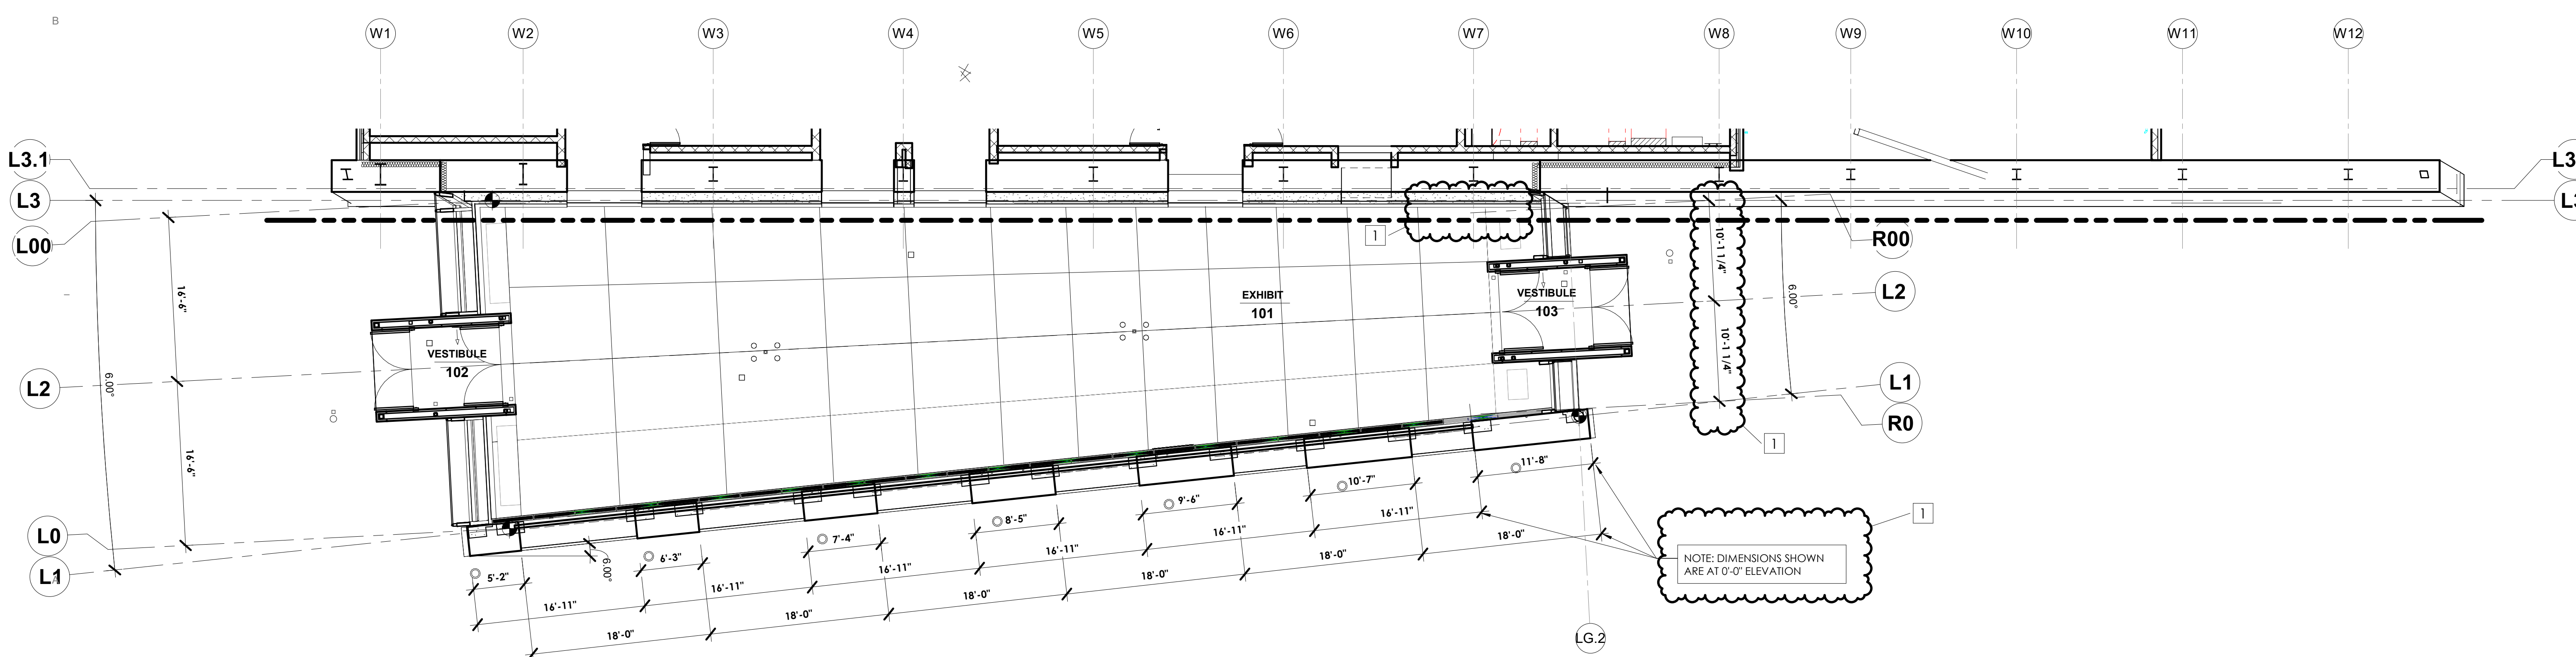 B
W1
W2
W3
W4
W5
W6
W7
W8
W9
W10
W11
W12
L3.1
L3
L00
L2
L0
L1
L3
L3
R00
L2
L1
R0
LG.2
16'-6"
16'-6"
6.00°
VESTIBULE
102
EXHIBIT
101
VESTIBULE
103
10'-1 1/4"
10'-1 1/4"
6.00°
1
1
1
NOTE: DIMENSIONS SHOWN
ARE AT 0'-0" ELEVATION
6.00°
5'-2"
6'-3"
7'-4"
8'-5"
9'-6"
10'-7"
11'-8"
16'-11"
16'-11"
16'-11"
16'-11"
16'-11"
16'-11"
18'-0"
18'-0"
18'-0"
18'-0"
18'-0"
18'-0"